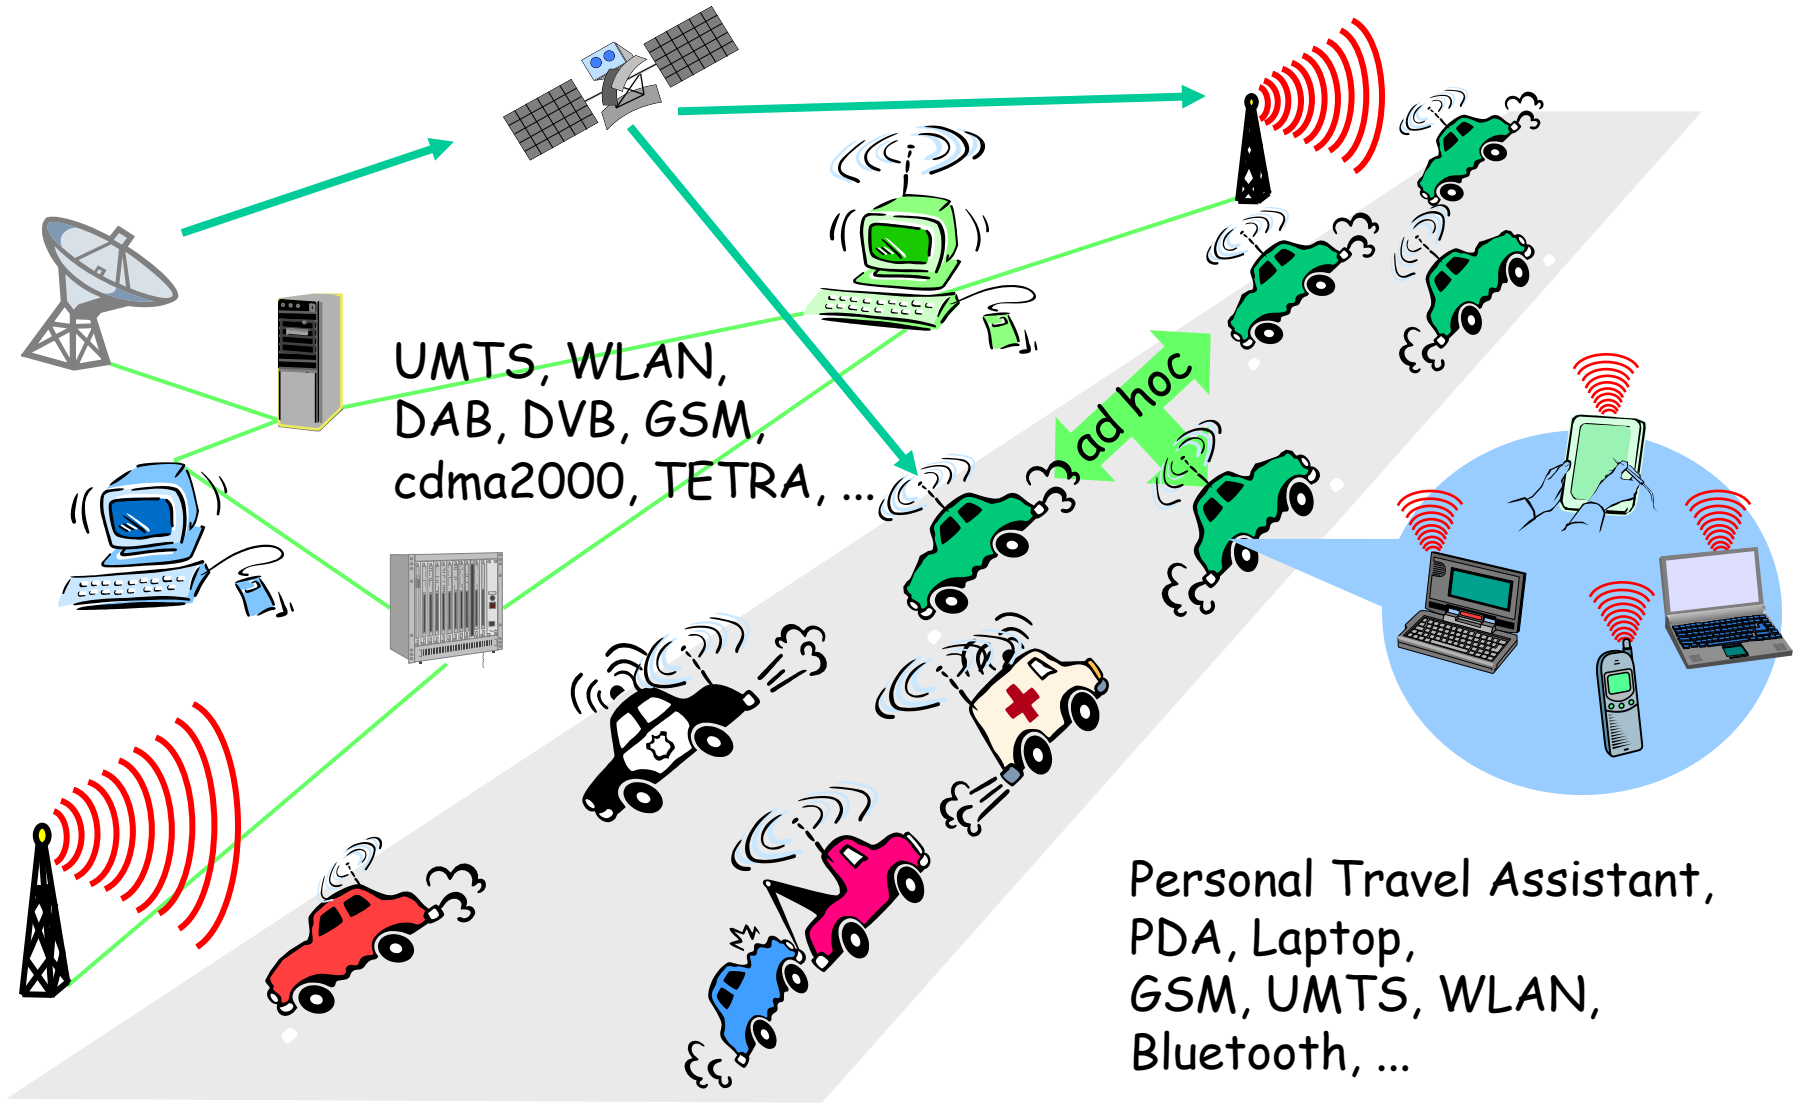 UMTS, WLAN,
DAB, DVB, GSM,
cdma2000, TETRA, ...
ad hoc
Personal Travel Assistant,
PDA, Laptop,
GSM, UMTS, WLAN,
Bluetooth, ...